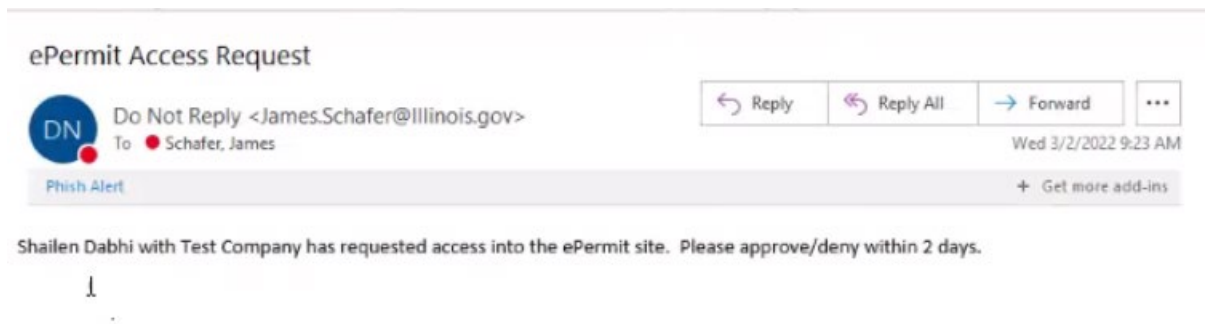 ePermit Access Request
DN
Do Not Reply <James.Schafer@Illinois.gov>
To Schafer, James
Reply
Reply All
Forward
...
Wed 3/2/2022 9:23 AM
Phish Alert
+ Get more add-ins
Shailen Dabhi with Test Company has requested access into the ePermit site. Please approve/deny within 2 days.